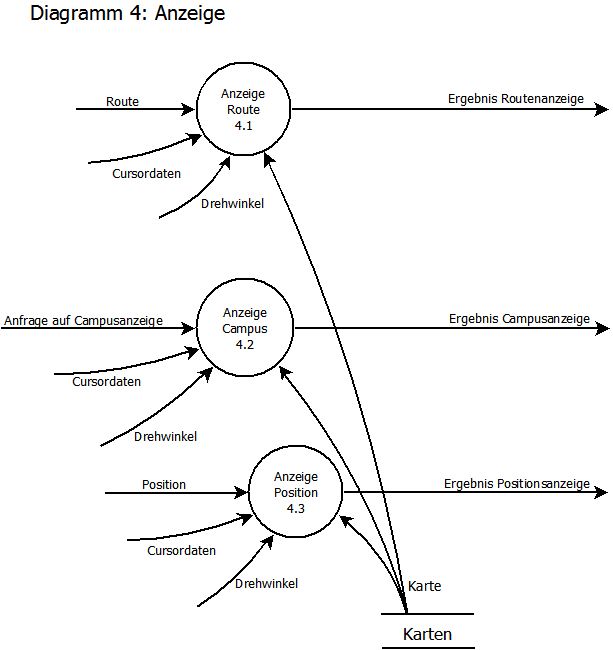 Diagramm 4: Anzeige
Anzeige
Route
4.1
Route
Ergebnis Routenanzeige
Cursordaten
Drehwinkel
Anzeige
Campus
4.2
Anfrage auf Campusanzeige
Ergebnis Campusanzeige
Cursordaten
Drehwinkel
Anzeige
Position
4.3
Position
Ergebnis Positionsanzeige
Cursordaten
Drehwinkel
Karte
Karten